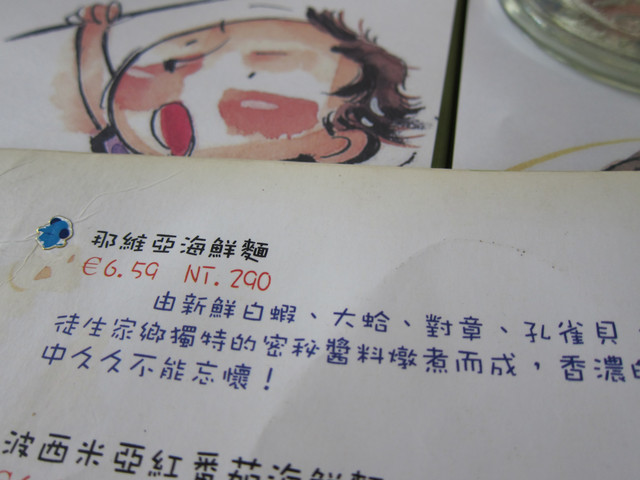 那維亞海鮮麵
€6.59 NT.290
由新鮮白蝦、大蛤、對章、孔雀貝
徒生家鄉獨特的密秘醬料燉煮而成，香濃的
中久久不能忘懷！
波西米亞紅番茄海鮮麵